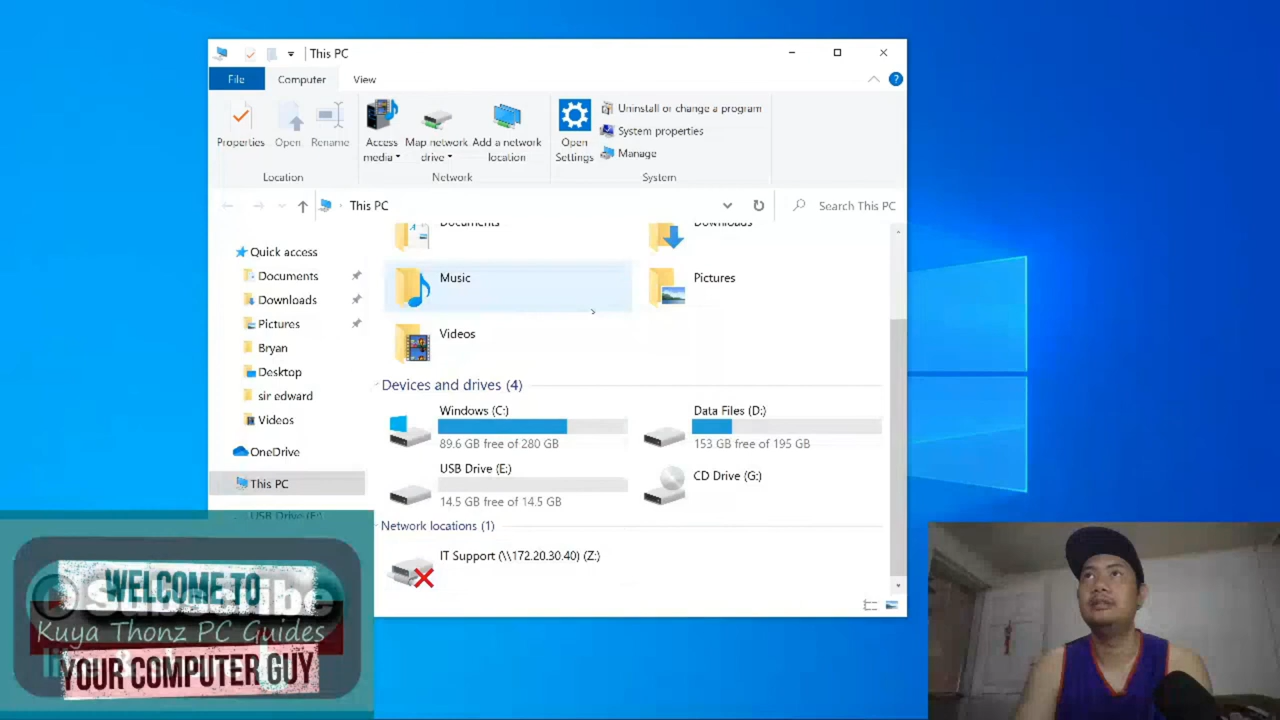 This PC
File
Computer
View
Properties
Open
Rename
Access media
Map network drive
Add a network location
Open Settings
Uninstall or change a program
System properties
Manage
Location
Network
System
This PC
Search This PC
Quick access
Documents
Downloads
Pictures
Bryan
Desktop
sir edward
Videos
OneDrive
This PC
USB Drive (E:)
Documents
Downloads
Music
Pictures
Videos
Devices and drives (4)
Windows (C:)
89.6 GB free of 280 GB
Data Files (D:)
153 GB free of 195 GB
USB Drive (E:)
14.5 GB free of 14.5 GB
CD Drive (G:)
Network locations (1)
IT Support (\\172.20.30.40) (Z:)
WELCOME TO
Subscribe
Kuya Thonz PC Guides
YOUR COMPUTER GUY